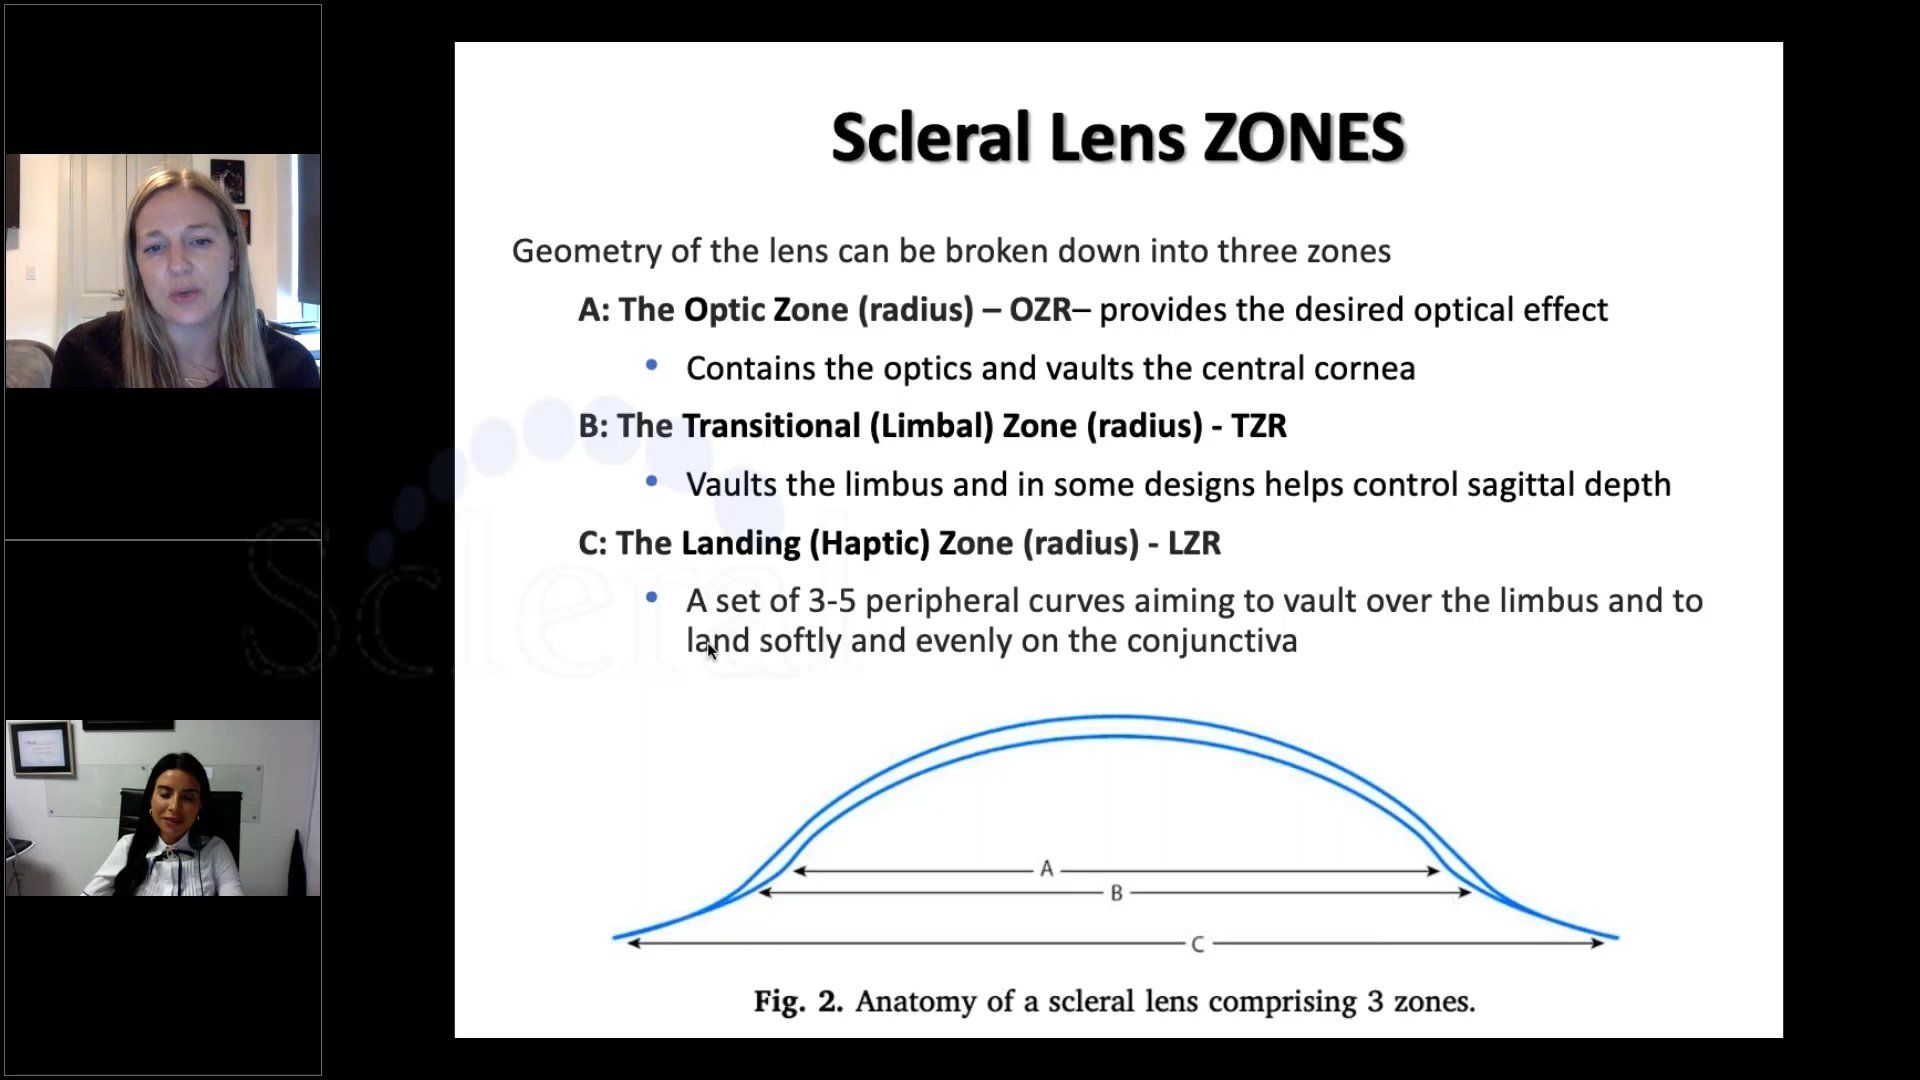 Scleral Lens ZONES
Geometry of the lens can be broken down into three zones
A: The Optic Zone (radius) – OZR– provides the desired optical effect
• Contains the optics and vaults the central cornea
B: The Transitional (Limbal) Zone (radius) - TZR
• Vaults the limbus and in some designs helps control sagittal depth
C: The Landing (Haptic) Zone (radius) - LZR
• A set of 3-5 peripheral curves aiming to vault over the limbus and to
land softly and evenly on the conjunctiva
Scleral
A
B
C
Fig. 2. Anatomy of a scleral lens comprising 3 zones.